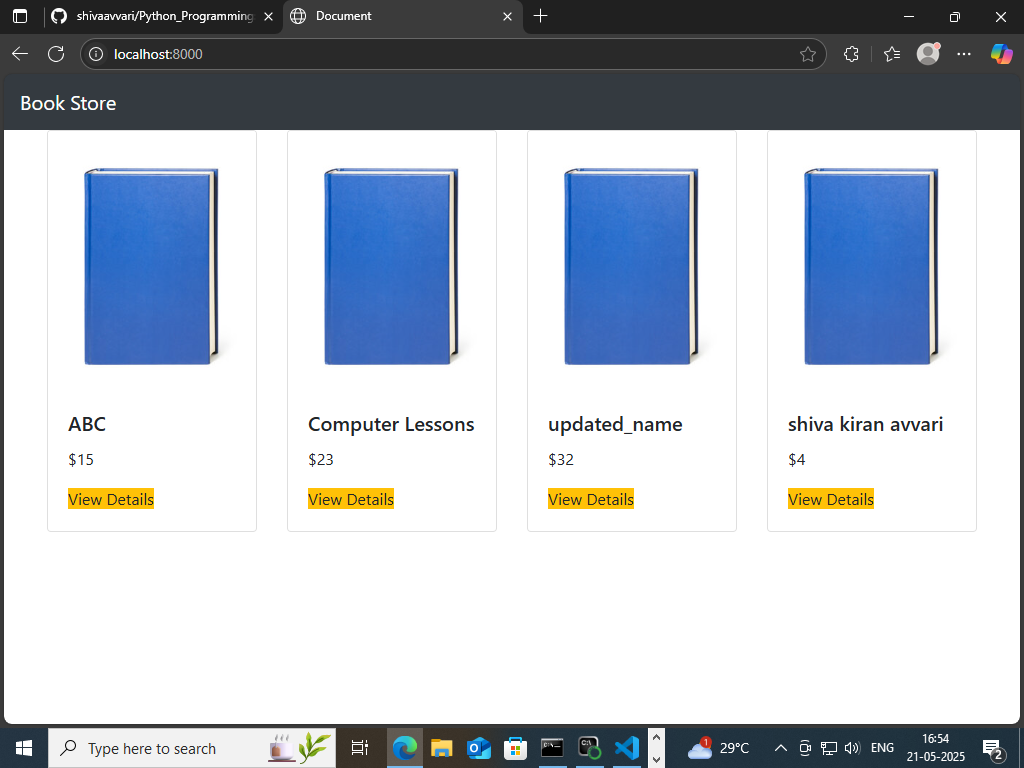 shivaavvari/Python_Programming
Document
localhost:8000
Book Store
ABC
$15
View Details
Computer Lessons
$23
View Details
updated_name
$32
View Details
shiva kiran avvari
$4
View Details
Type here to search
1
29°C
ENG
16:54
21-05-2025
2